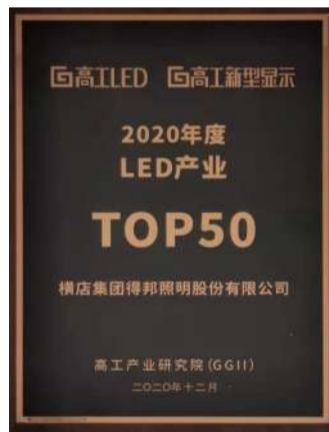 高工LED 高工新型显示
2020年度
LED产业
TOP50
横店集团得邦照明股份有限公司
高工产业研究院(GGII)
二〇二〇年十二月